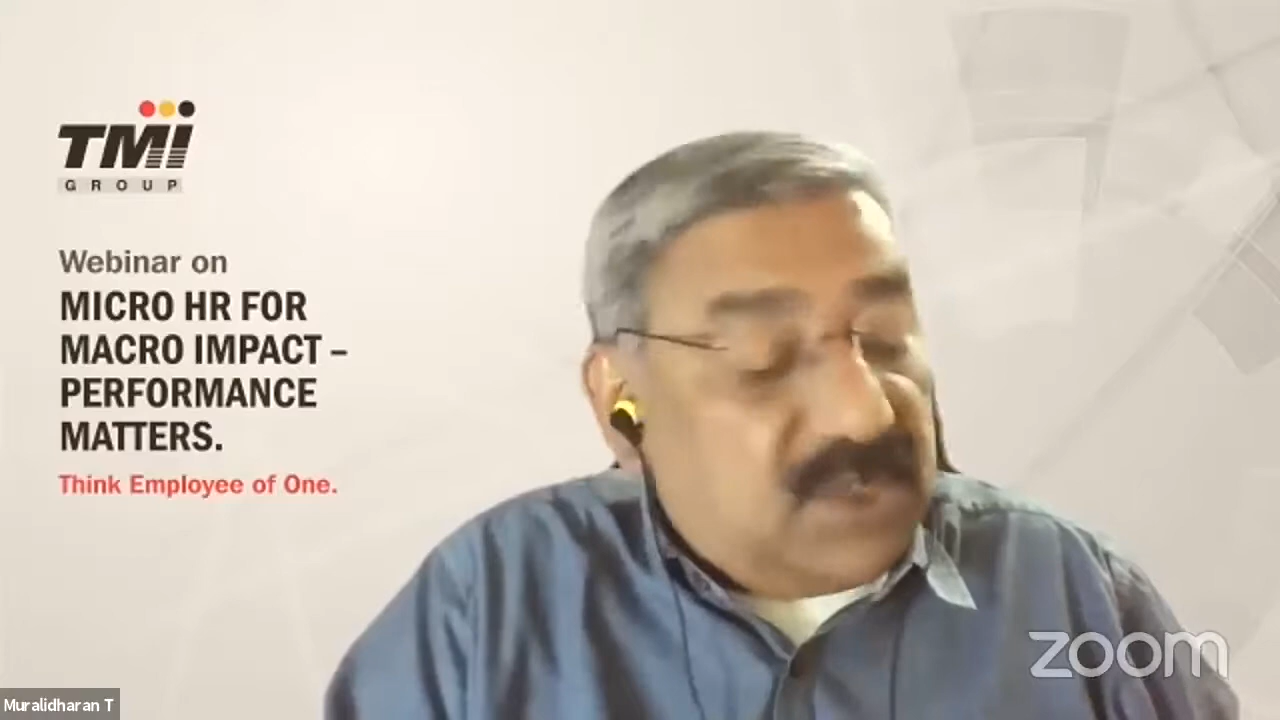 TMI
GROUP
Webinar on
MICRO HR FOR
MACRO IMPACT –
PERFORMANCE
MATTERS.
Think Employee of One.
zoom
Muralidharan T